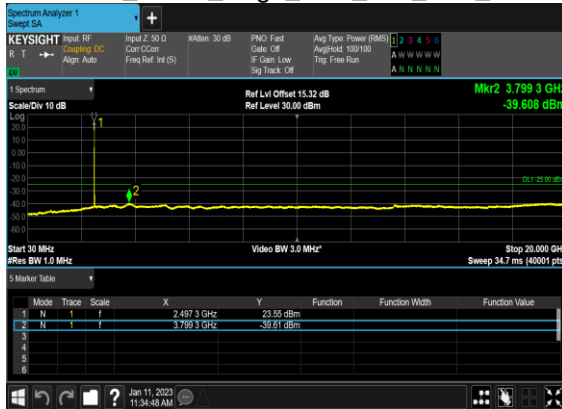 Spectrum Analyzer 1
Swept SA
+
KEYSIGHT Input: RF Input Z: 50 Ω #Atten: 30 dB PNO: Fast Avg Type: Power (RMS) 1 2 3 4 5 6
R T Coupling: DC Corr CCorr Gate: Off Avg|Hold: 100/100 A W W W W W
Align: Auto Freq Ref: Int (S) IF Gain: Low Trig: Free Run
Sig Track: Off A N N N N N
1 Spectrum Ref Lvl Offset 15.32 dB Mkr2 3.799 3 GHz
Scale/Div 10 dB Ref Level 30.00 dBm -39.608 dBm
Log
20.0 1
10.0
0.00
-10.0
-20.0 DL1 -25.00 dBm
-30.0 2
-40.0
-50.0
-60.0
Start 30 MHz Video BW 3.0 MHz* Stop 20.000 GHz
#Res BW 1.0 MHz Sweep 34.7 ms (40001 pts)
5 Marker Table
Mode Trace Scale X Y Function Function Width Function Value
1 N 1 f 2.497 3 GHz 23.55 dBm
2 N 1 f 3.799 3 GHz -39.61 dBm
3
4
5
6
? Jan 11, 2023
11:34:48 AM